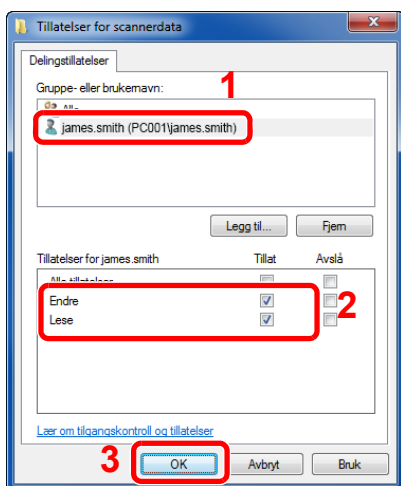 Tillatelser for scannerdata
Delingstillatelser
Gruppe- eller brukernavn:
1
Alle
james.smith (PC001\james.smith)
Legg til... Fjern
Tillatelser for james.smith Tillat Avslå
Alle tillatelser
Endre
2
Lese
Lær om tilgangskontroll og tillatelser
3 OK Avbryt Bruk